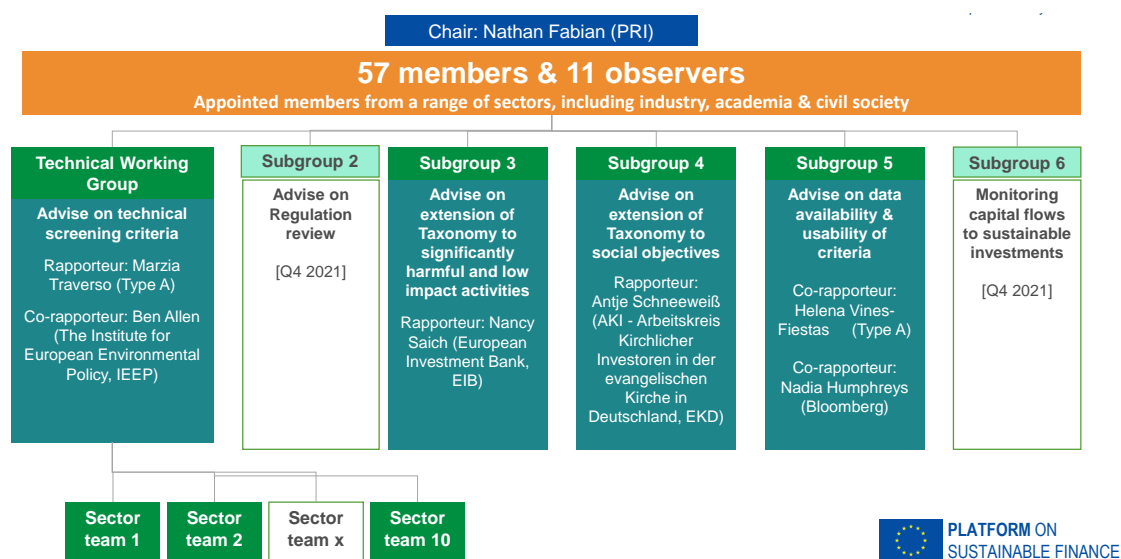 Chair: Nathan Fabian (PRI)
57 members & 11 observers
Appointed members from a range of sectors, including industry, academia & civil society
Technical Working
Group
Advise on technical
screening criteria
Rapporteur: Marzia
Traverso (Type A)
Co-rapporteur: Ben Allen
(The Institute for
European Environmental
Policy, IEEP)
Subgroup 2
Advise on
Regulation
review
[Q4 2021]
Subgroup 3
Advise on
extension of
Taxonomy to
significantly
harmful and low
impact activities
Rapporteur: Nancy
Saich (European
Investment Bank,
EIB)
Subgroup 4
Advise on
extension of
Taxonomy to
social objectives
Rapporteur:
Antje Schneeweiß
(AKI - Arbeitskreis
Kirchlicher
Investoren in der
evangelischen
Kirche in
Deutschland, EKD)
Subgroup 5
Advise on data
availability &
usability of
criteria
Co-rapporteur:
Helena Vines-
Fiestas (Type A)
Co-rapporteur:
Nadia Humphreys
(Bloomberg)
Subgroup 6
Monitoring
capital flows
to sustainable
investments
[Q4 2021]
Sector
team 1
Sector
team 2
Sector
team x
Sector
team 10
PLATFORM ON
SUSTAINABLE FINANCE